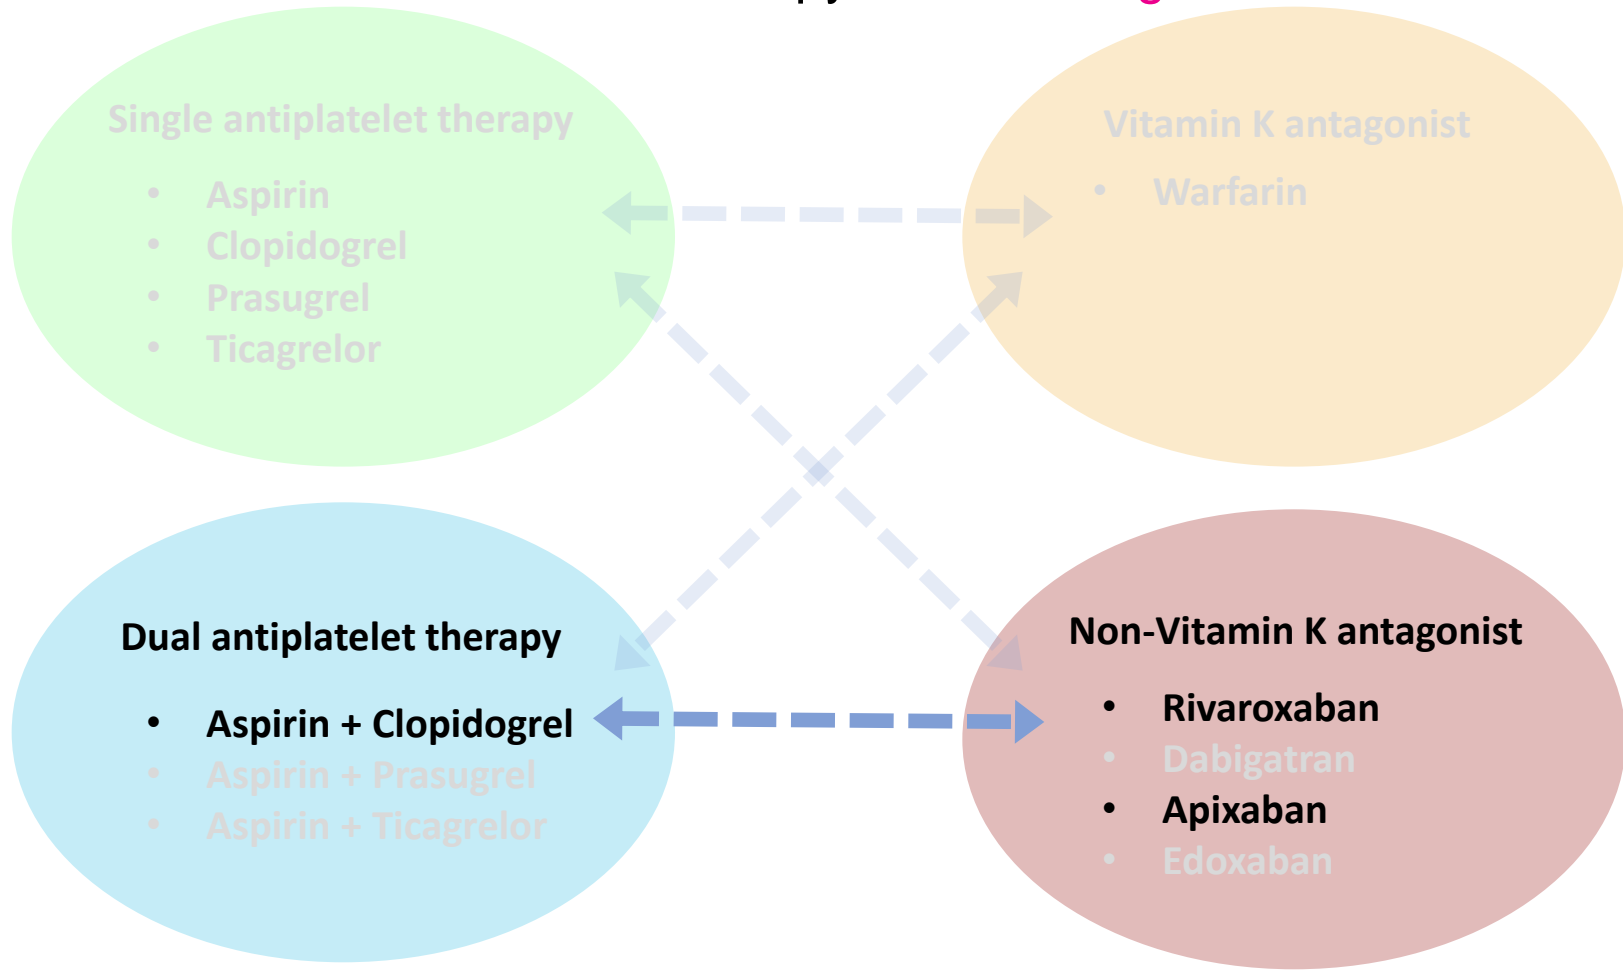 Single antiplatelet therapy
• Aspirin
• Clopidogrel
• Prasugrel
• Ticagrelor
Vitamin K antagonist
• Warfarin
Dual antiplatelet therapy
• Aspirin + Clopidogrel
• Aspirin + Prasugrel
• Aspirin + Ticagrelor
Non-Vitamin K antagonist
• Rivaroxaban
• Dabigatran
• Apixaban
• Edoxaban